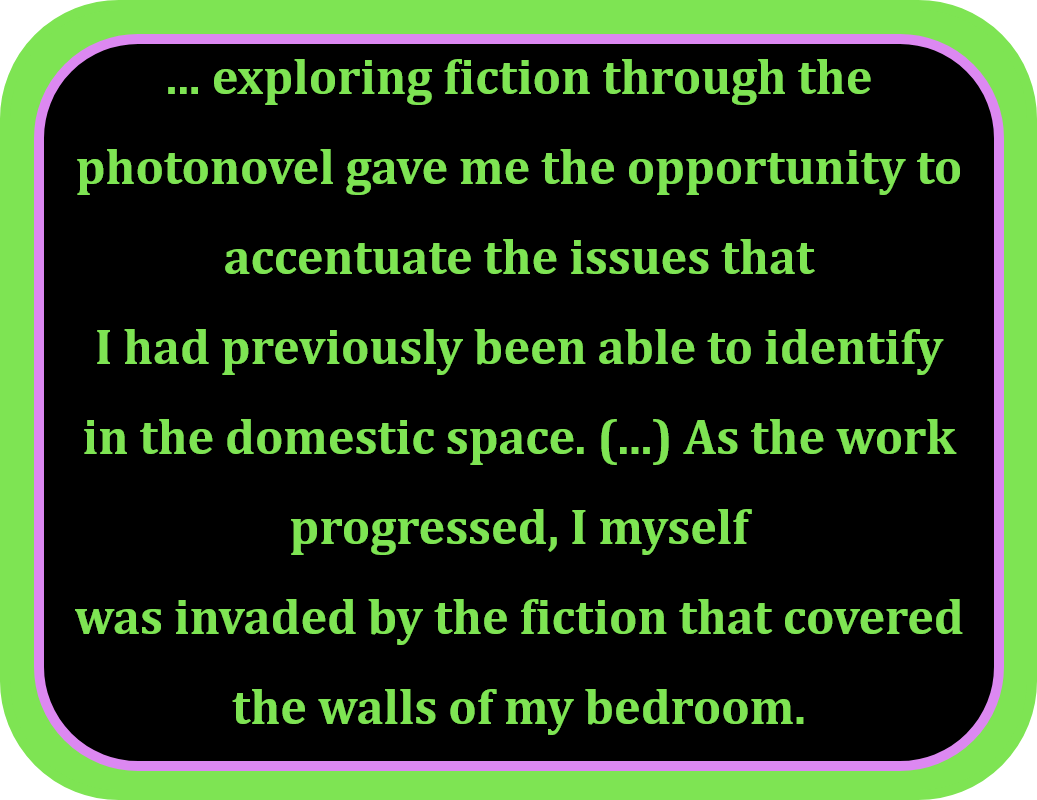 ... exploring fiction through the
photonovel gave me the opportunity to
accentuate the issues that
I had previously been able to identify
in the domestic space. (...) As the work
progressed, I myself
was invaded by the fiction that covered
the walls of my bedroom.